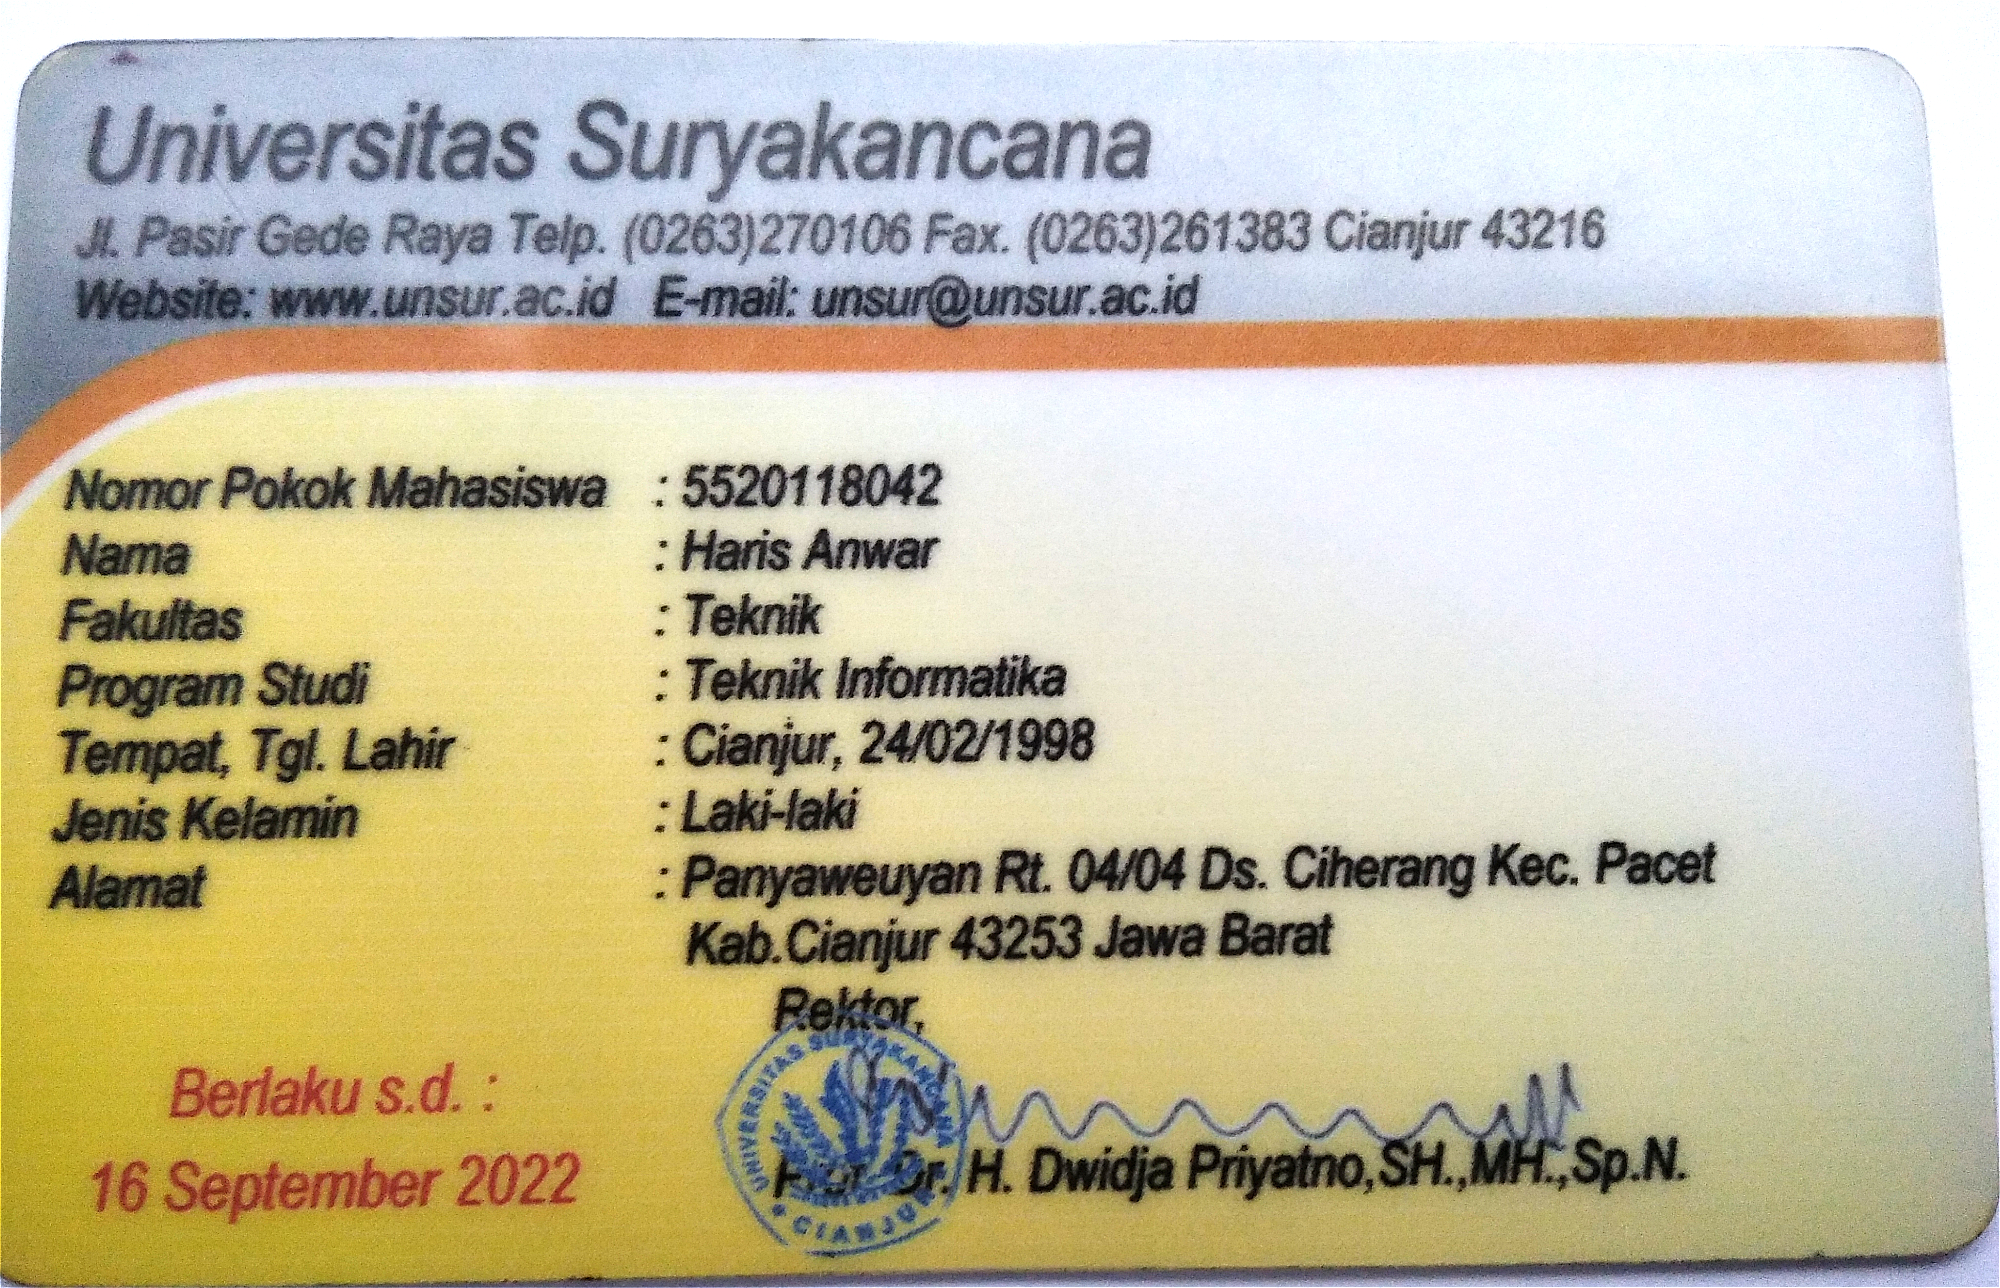 Universitas Suryakancana
Jl. Pasir Gede Raya Telp. (0263)270106 Fax. (0263)261383 Cianjur 43216
Website: www.unsur.ac.id E-mail: unsur@unsur.ac.id
Nomor Pokok Mahasiswa : 5520118042
Nama : Haris Anwar
Fakultas : Teknik
Program Studi : Teknik Informatika
Tempat, Tgl. Lahir : Cianjur, 24/02/1998
Jenis Kelamin : Laki-laki
Alamat : Panyaweuyan Rt. 04/04 Ds. Ciherang Kec. Pacet
Kab.Cianjur 43253 Jawa Barat
Rektor,
UNIVERSITAS SURYAKANCANA
CIANJUR
Prof. Dr. H. Dwidja Priyatno,SH.,MH.,Sp.N.
Berlaku s.d. :
16 September 2022